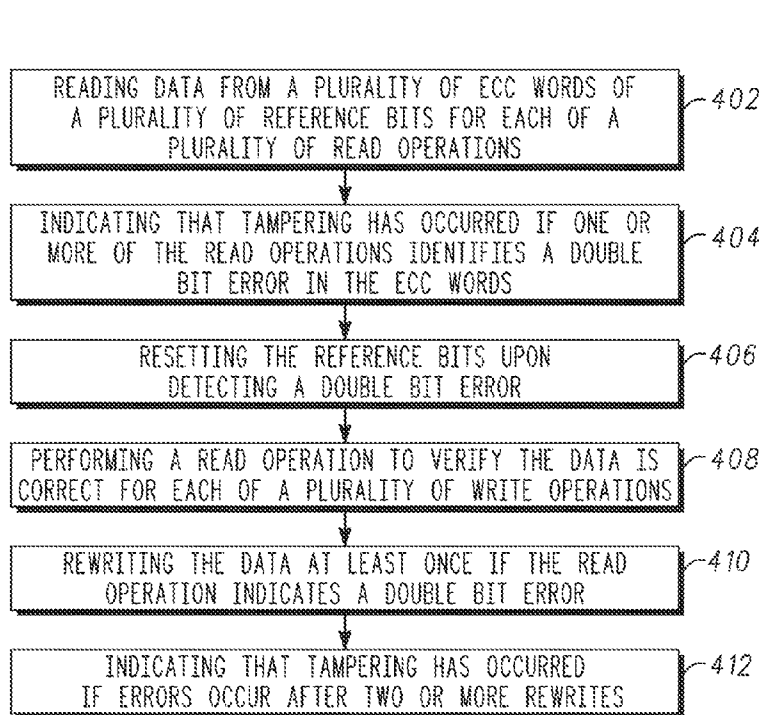 READING DATA FROM A PLURALITY OF ECC WORDS OF
A PLURALITY OF REFERENCE BITS FOR EACH OF A
PLURALITY OF READ OPERATIONS
402
INDICATING THAT TAMPERING HAS OCCURRED IF ONE OR
MORE OF THE READ OPERATIONS IDENTIFIES A DOUBLE
BIT ERROR IN THE ECC WORDS
404
RESETTING THE REFERENCE BITS UPON
DETECTING A DOUBLE BIT ERROR
406
PERFORMING A READ OPERATION TO VERIFY THE DATA IS
CORRECT FOR EACH OF A PLURALITY OF WRITE OPERATIONS
408
REWRITING THE DATA AT LEAST ONCE IF THE READ
OPERATION INDICATES A DOUBLE BIT ERROR
410
INDICATING THAT TAMPERING HAS OCCURRED
IF ERRORS OCCUR AFTER TWO OR MORE REWRITES
412